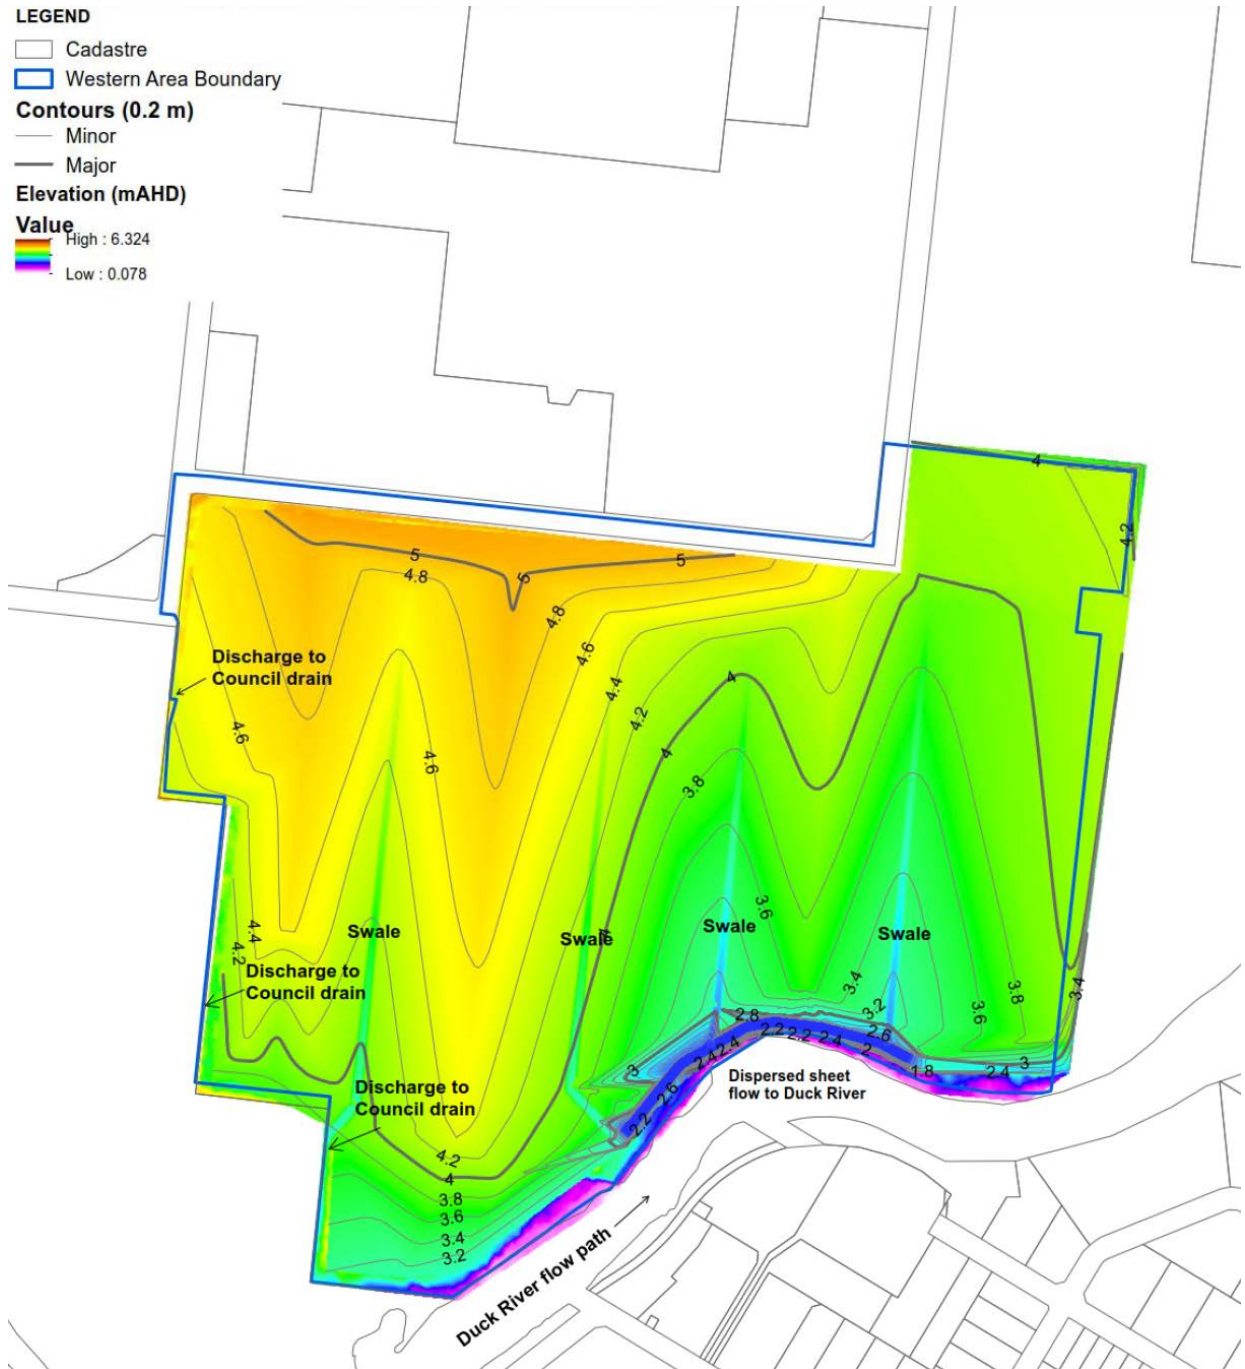 LEGEND
Cadastre
Western Area Boundary
Contours (0.2 m)
Minor
Major
Elevation (mAHD)
Value
High : 6.324
Low : 0.078
4
4.2
5
5
5
4.8
4.8
4.6
4.4
4.2
4
4
3.8
Discharge to
Council drain
4.6
4.6
3.6
4.4
4.2
Swale
Swale
Swale
Swale
Discharge to
Council drain
3.4
3.2
3.6
3.8
3.4
2.8
2.2
2.2
2.4
2
2.6
1.8
2.4
3
3
2.4
2.4
2.6
2.2
Dispersed sheet
flow to Duck River
Discharge to
Council drain
4.2
4
3.8
3.6
3.4
3.2
Duck River flow path